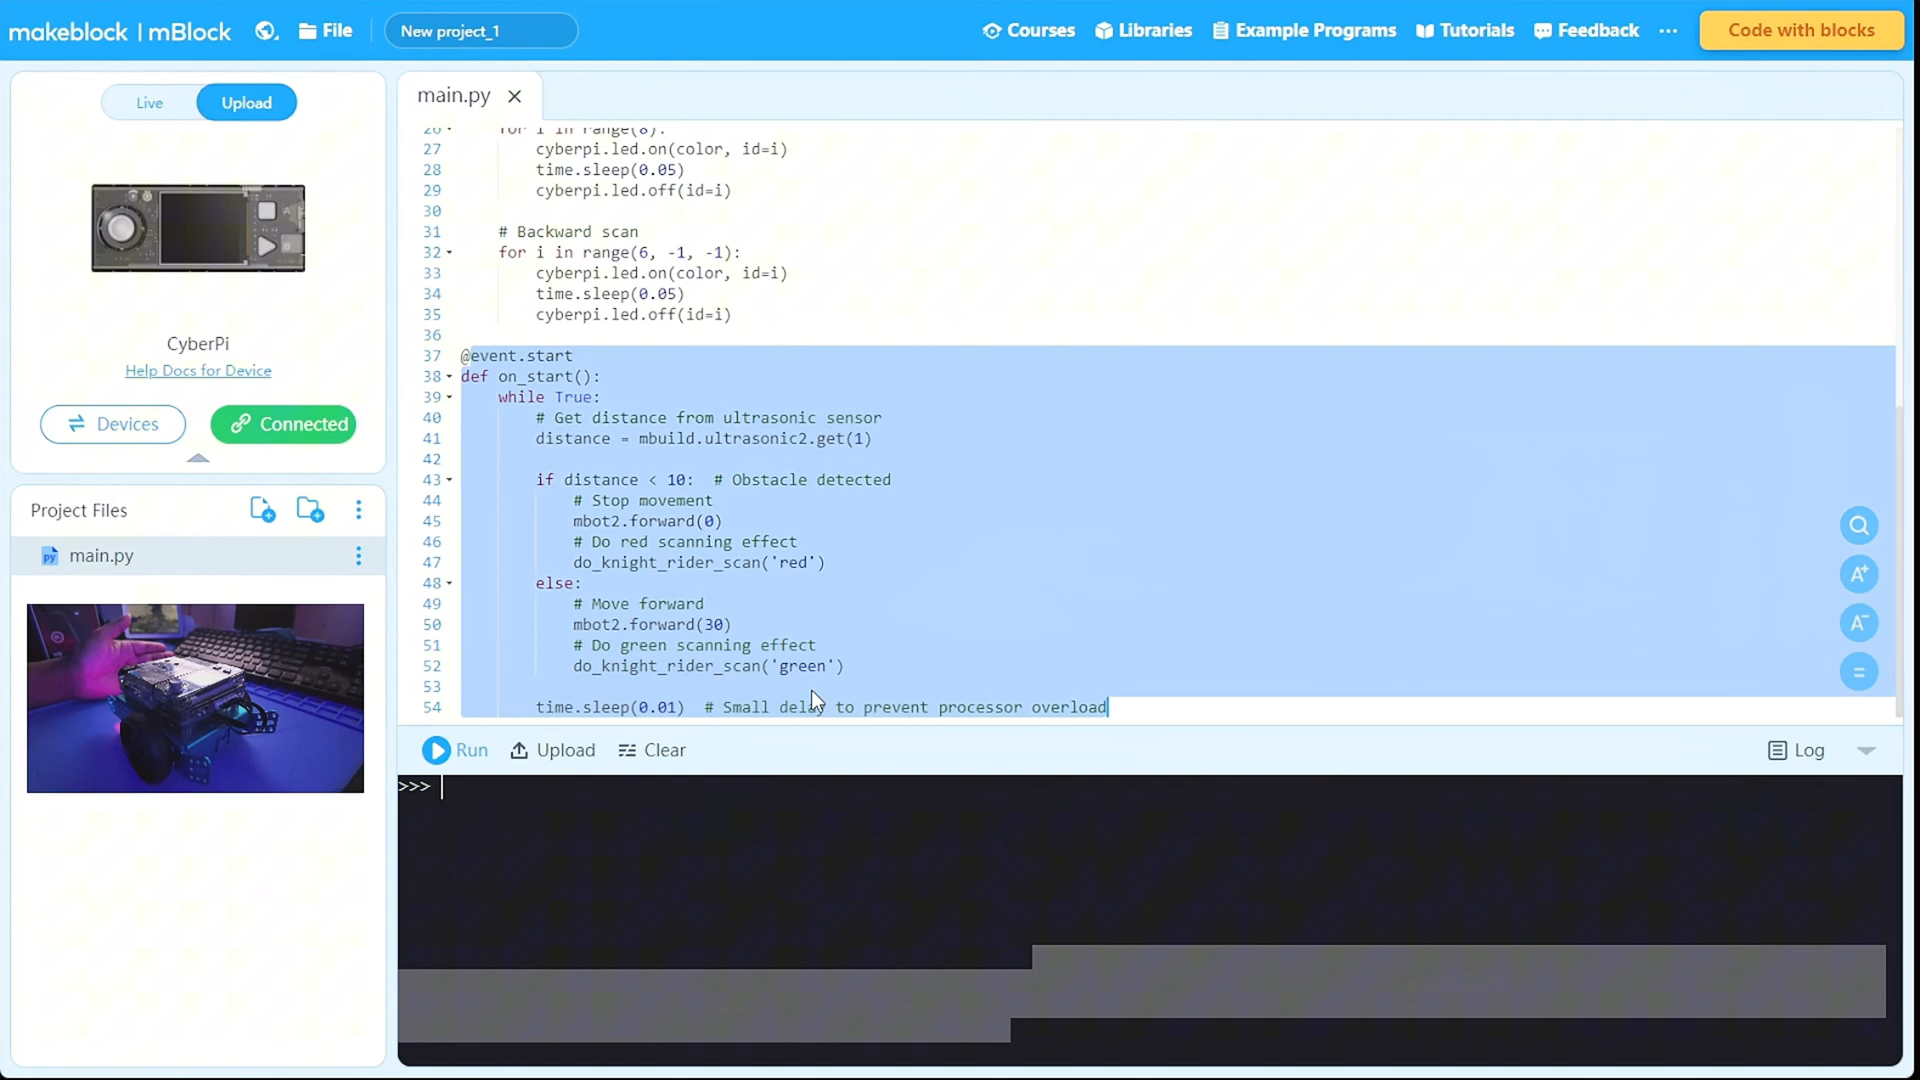 makeblock | mBlock
File
New project_1
Courses
Libraries
Example Programs
Tutorials
Feedback
Code with blocks
Live
Upload
CyberPi
Help Docs for Device
Devices
Connected
Project Files
py main.py
main.py
26 for i in range(8):
27 cyberpi.led.on(color, id=i)
28 time.sleep(0.05)
29 cyberpi.led.off(id=i)
30
31 # Backward scan
32 for i in range(6, -1, -1):
33 cyberpi.led.on(color, id=i)
34 time.sleep(0.05)
35 cyberpi.led.off(id=i)
36
37 @event.start
38 def on_start():
39 while True:
40 # Get distance from ultrasonic sensor
41 distance = mbuild.ultrasonic2.get(1)
42
43 if distance < 10:  # Obstacle detected
44 # Stop movement
45 mbot2.forward(0)
46 # Do red scanning effect
47 do_knight_rider_scan('red')
48 else:
49 # Move forward
50 mbot2.forward(30)
51 # Do green scanning effect
52 do_knight_rider_scan('green')
53
54 time.sleep(0.01)  # Small delay to prevent processor overload
A+
A-
=
Run
Upload
Clear
Log
>>>